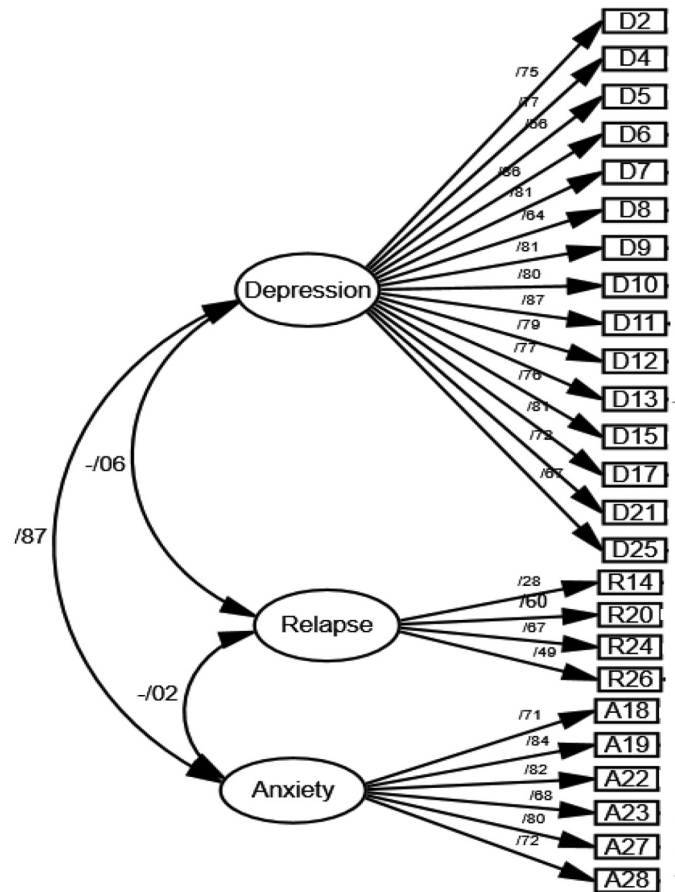 D2
/75
D4
/77
D5
/66
D6
/86
D7
/81
D8
/64
D9
/81
Depression
/80
D10
/87
D11
/79
D12
/77
D13
/76
D15
/81
D17
/72
D21
/67
D25
-/06
/87
/28
R14
/60
R20
Relapse
/67
R24
/49
R26
-/02
/71
A18
/84
A19
Anxiety
/82
A22
/68
A23
/80
A27
/72
A28